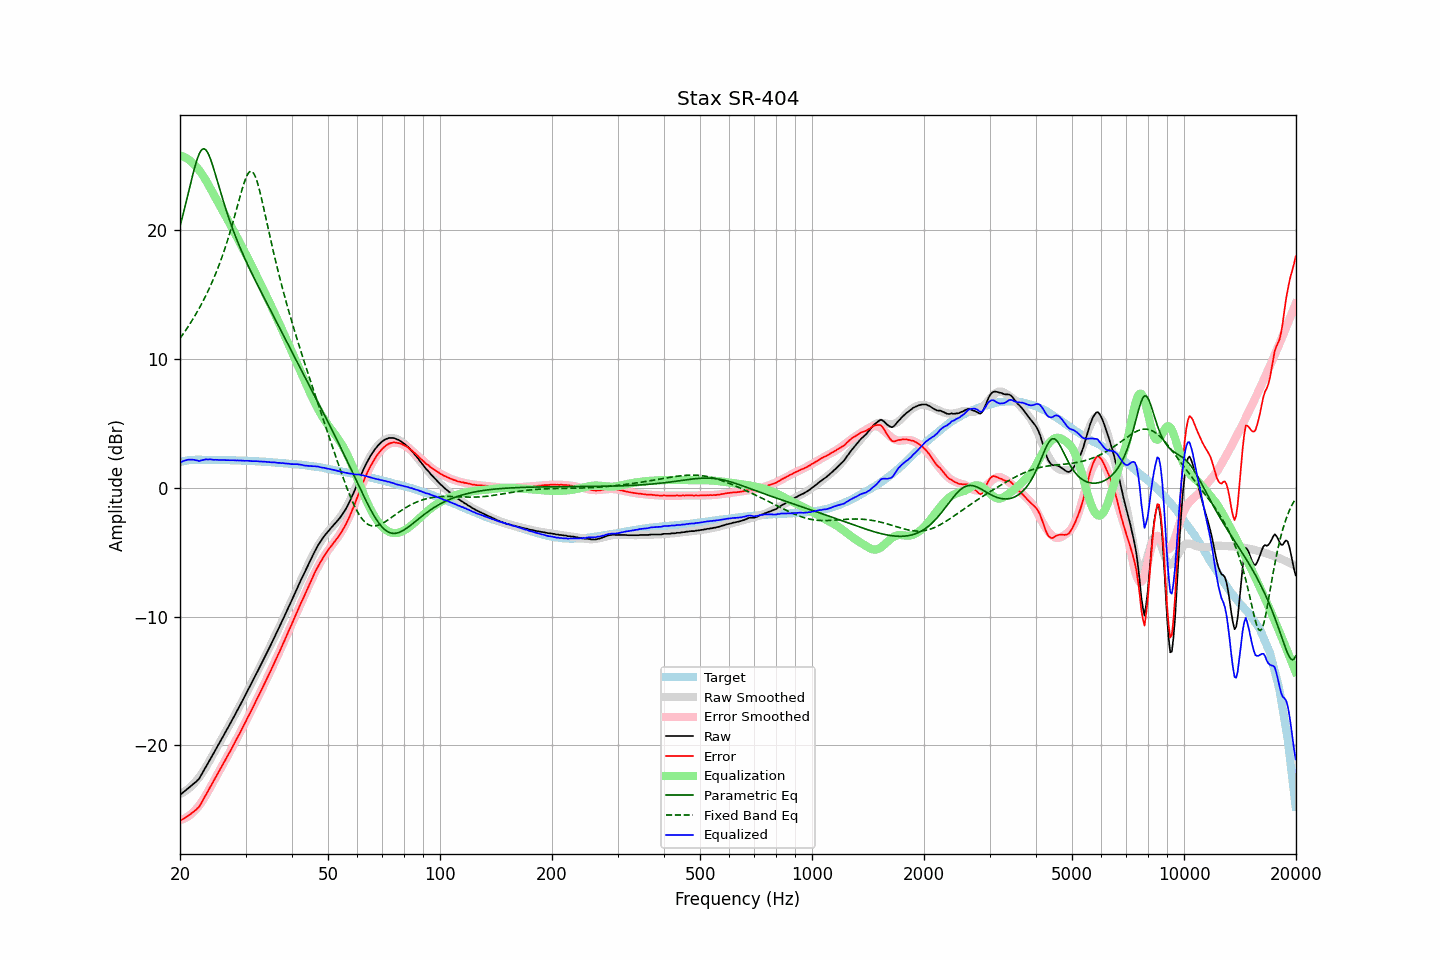 Stax SR-404
Amplitude (dBr)
20
10
0
−10
−20
20
50
100
200
500
1000
2000
5000
10000
20000
Frequency (Hz)
Target
Raw Smoothed
Error Smoothed
Raw
Error
Equalization
Parametric Eq
Fixed Band Eq
Equalized